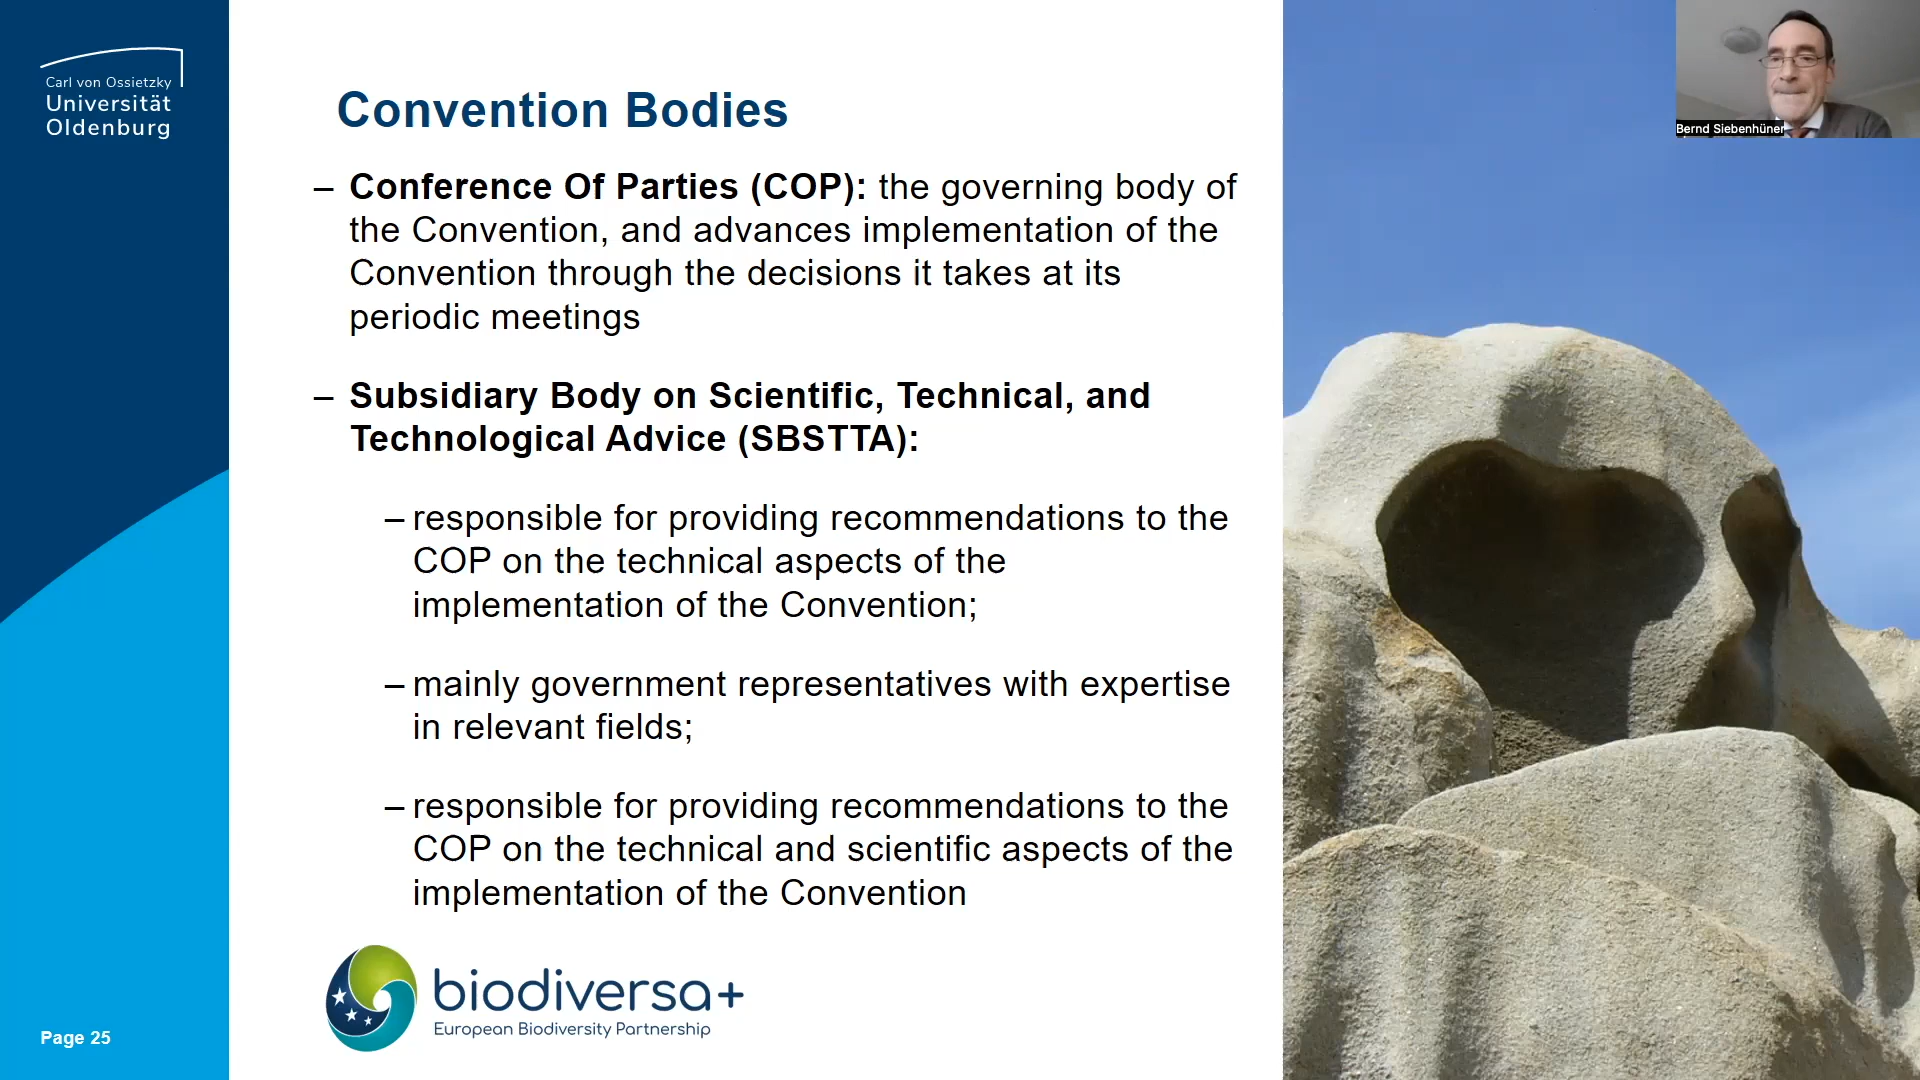 Carl von Ossietzky
Universität
Oldenburg
Convention Bodies
– Conference Of Parties (COP): the governing body of
the Convention, and advances implementation of the
Convention through the decisions it takes at its
periodic meetings
– Subsidiary Body on Scientific, Technical, and
Technological Advice (SBSTTA):
– responsible for providing recommendations to the
COP on the technical aspects of the
implementation of the Convention;
– mainly government representatives with expertise
in relevant fields;
– responsible for providing recommendations to the
COP on the technical and scientific aspects of the
implementation of the Convention
biodiversa+
European Biodiversity Partnership
Page 25
Bernd Siebenhüner